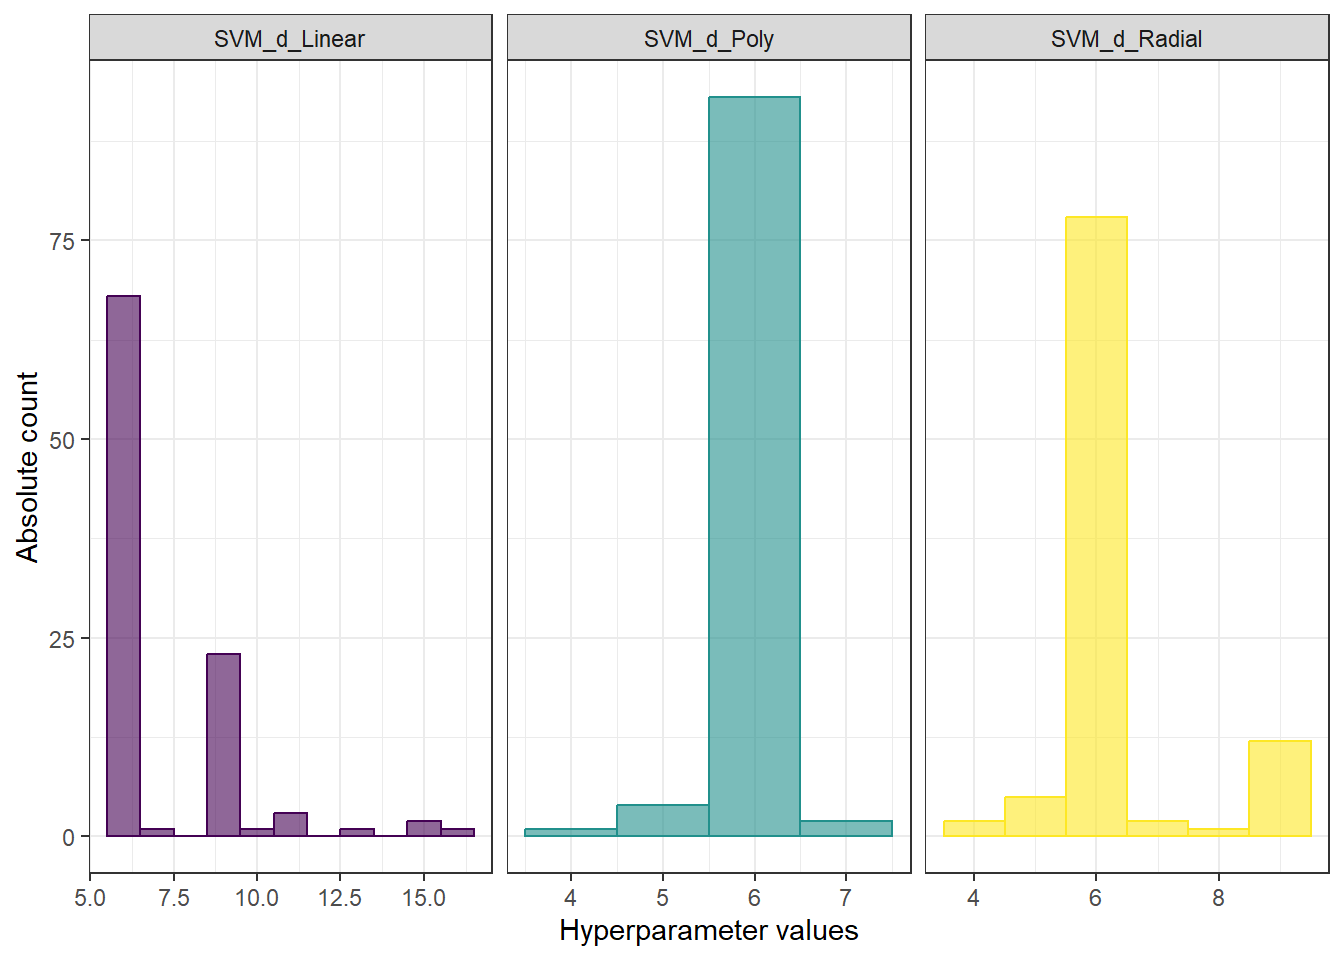 SVM_d_Linear SVM_d_Poly SVM_d_Radial
Absolute count
75
50
25
0
5.0 7.5 10.0 12.5 15.0 4 5 6 7 4 6 8
Hyperparameter values